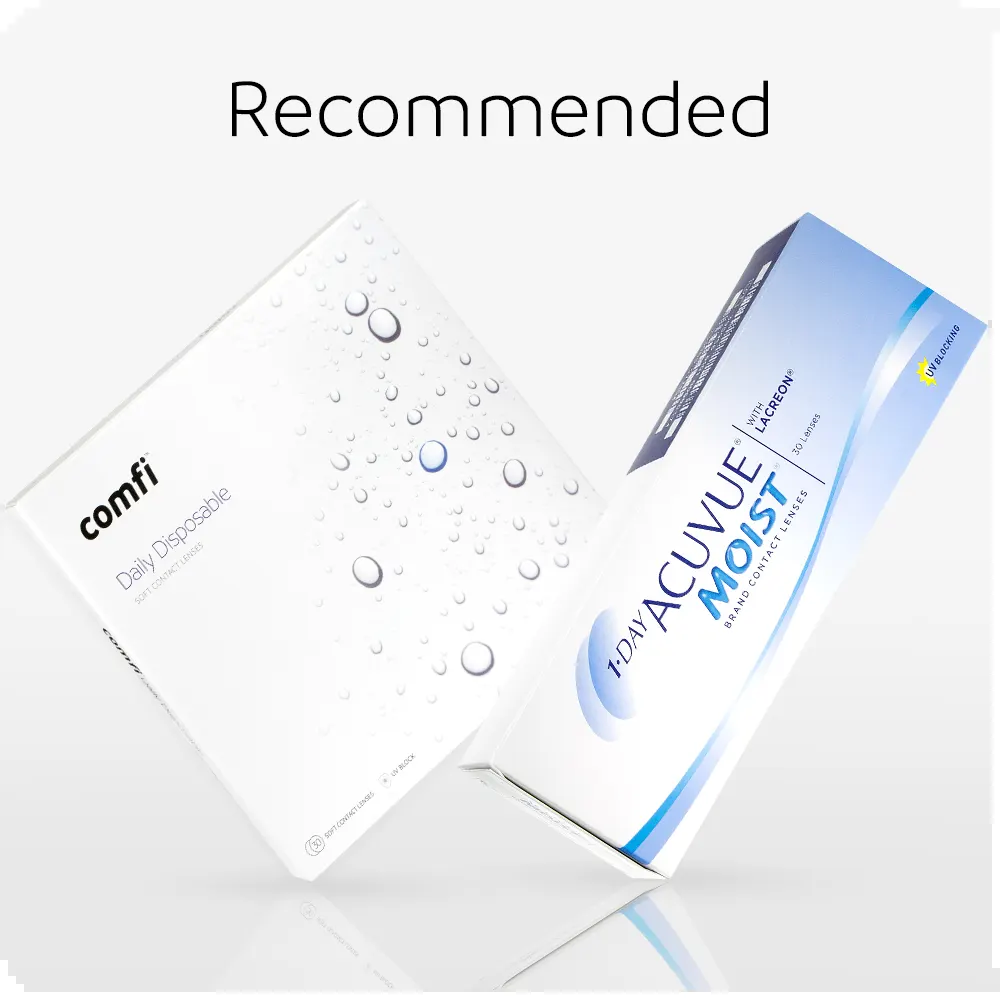 Recommended
comfi™
Daily Disposable
SOFT CONTACT LENSES
comfi
30 SOFT CONTACT LENSES
UV BLOCK
1·DAY ACUVUE®
MOIST®
BRAND CONTACT LENSES
WITH
LACREON®
30 Lenses
UV BLOCKING